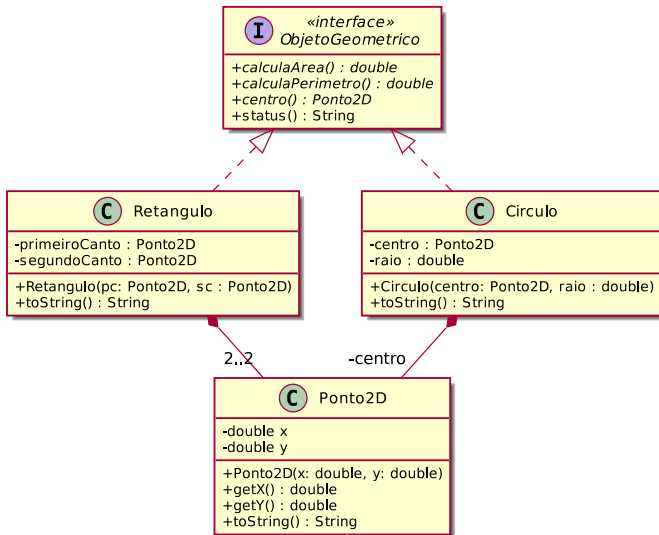 «interface»
I
ObjetoGeometrico
+calculaArea() : double
+calculaPerimetro() : double
+centro() : Ponto2D
+status() : String
C
Retangulo
-primeiroCanto : Ponto2D
-segundoCanto : Ponto2D
+Retangulo(pc: Ponto2D, sc : Ponto2D)
+toString() : String
C
Circulo
-centro : Ponto2D
-raio : double
+Circulo(centro: Ponto2D, raio : double)
+toString() : String
2..2
-centro
C
Ponto2D
-double x
-double y
+Ponto2D(x: double, y: double)
+getX() : double
+getY() : double
+toString() : String